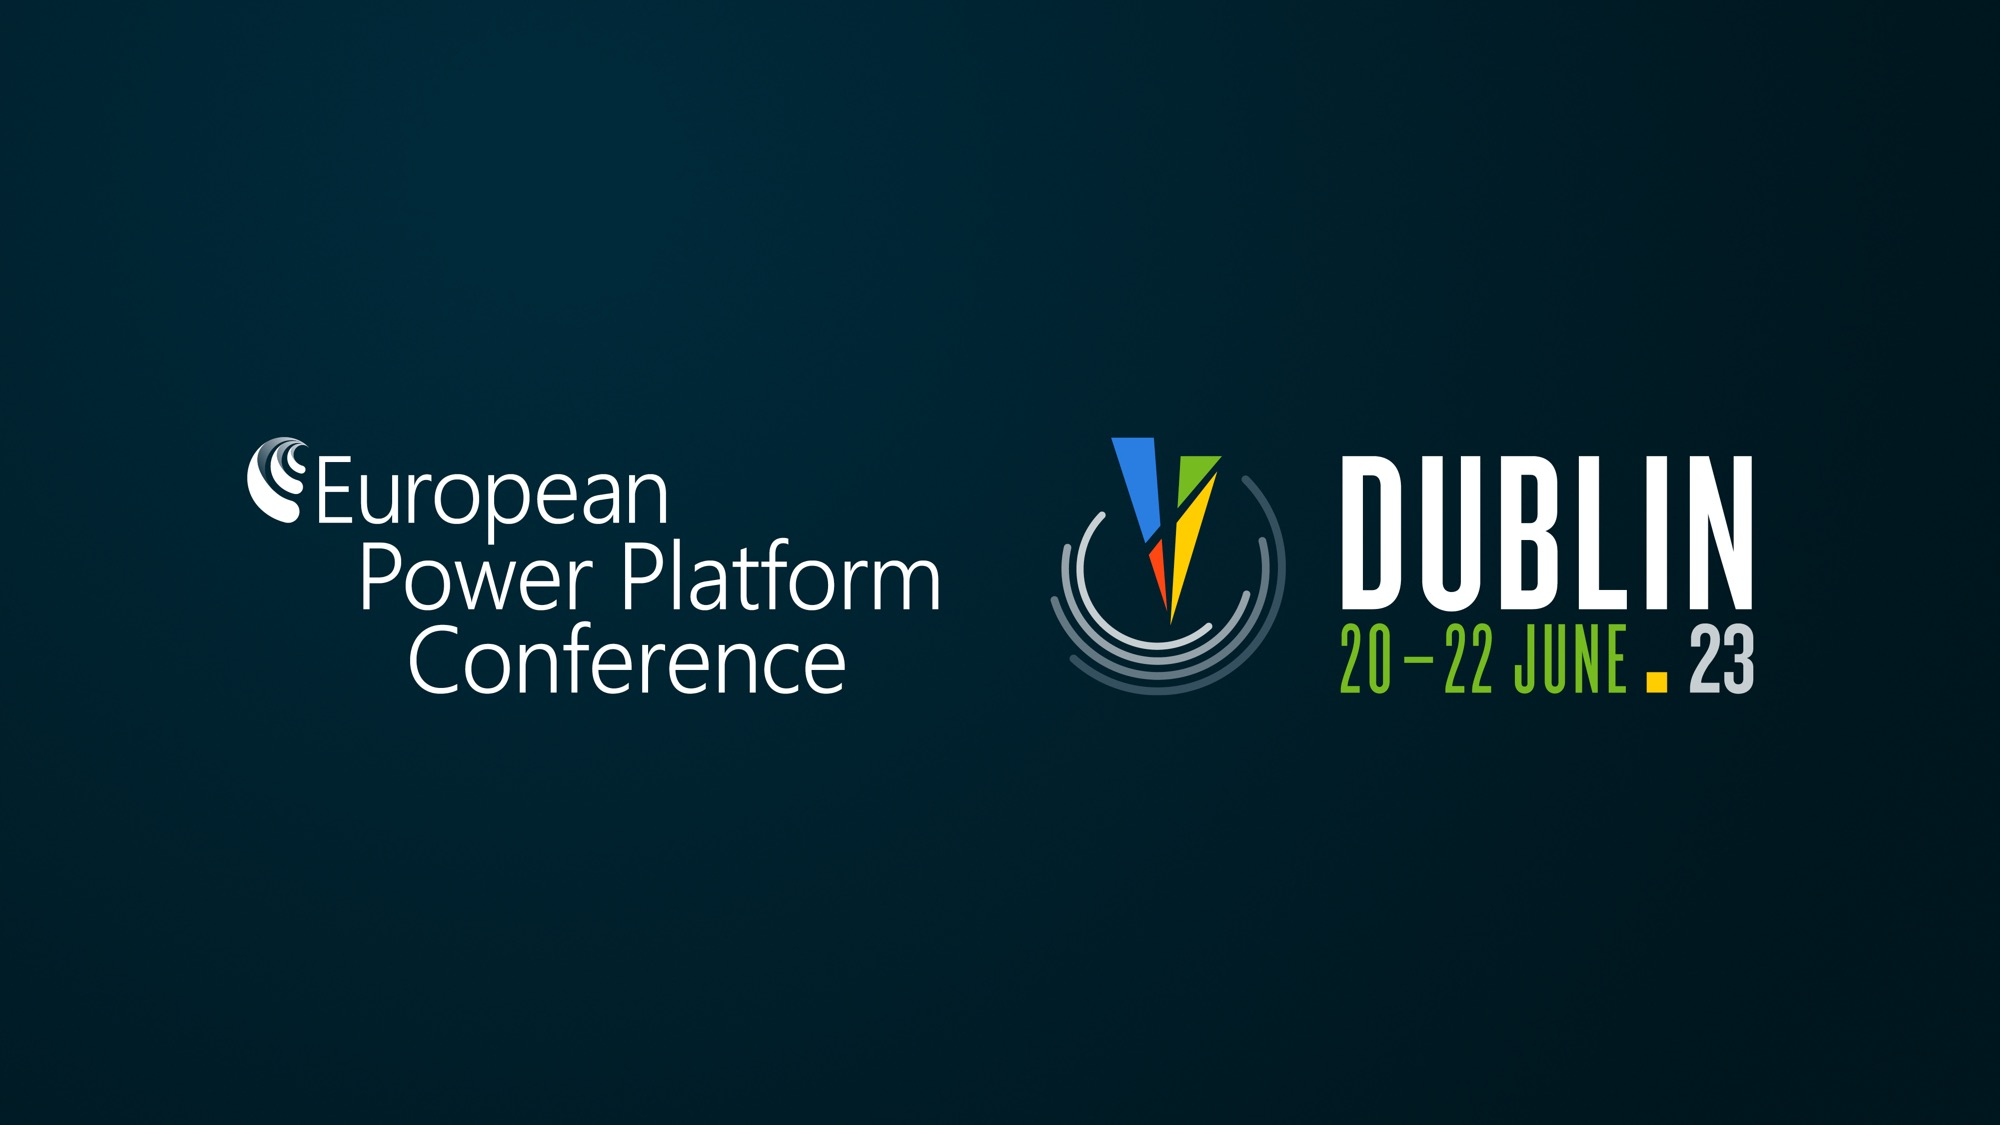 European
Power Platform
Conference
DUBLIN
20–22 JUNE . 23